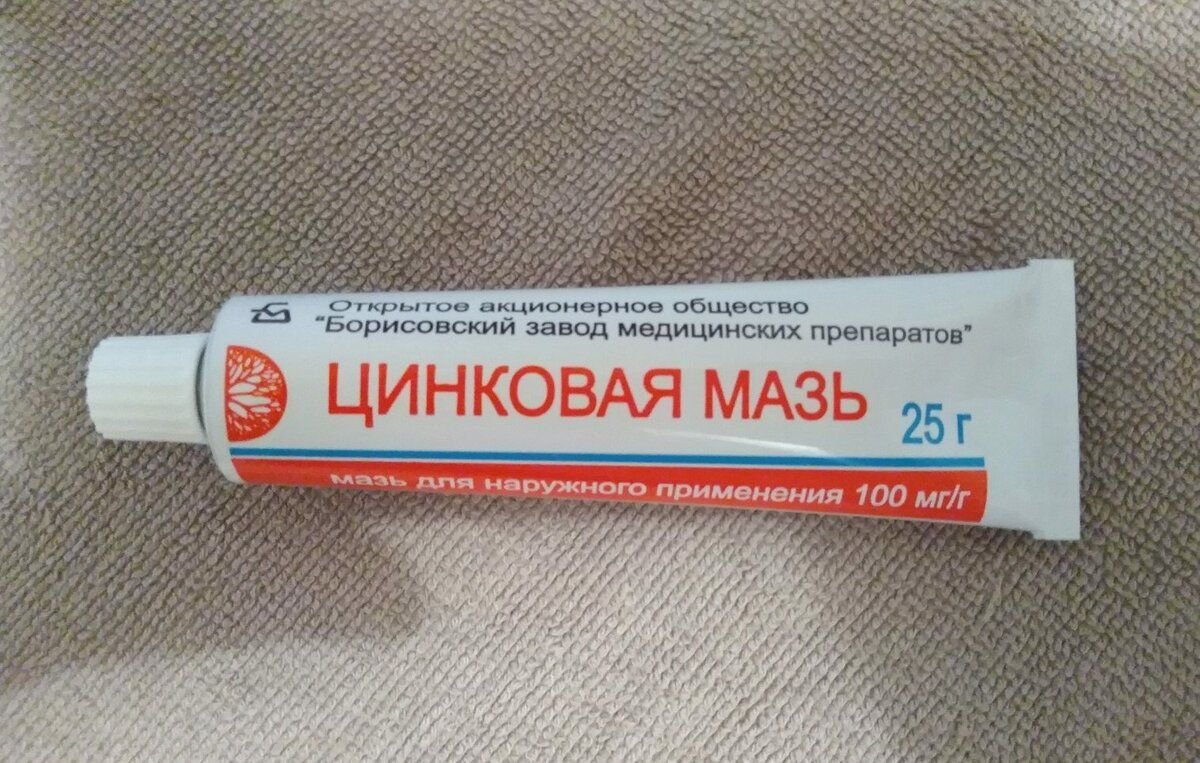 Открытое акционерное общество
"Борисовский завод медицинских препаратов"
ЦИНКОВАЯ МАЗЬ
25 г
мазь для наружного применения 100 мг/г